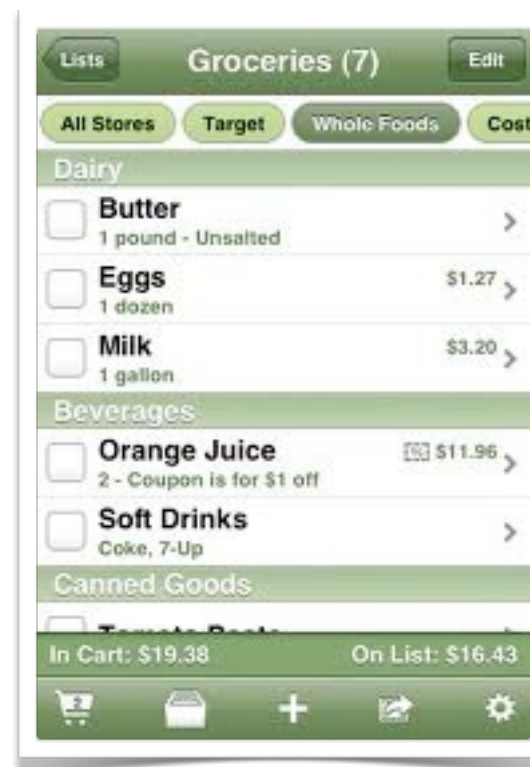 Lists Groceries (7) Edit
All Stores Target Whole Foods Cost
Dairy
Butter
1 pound - Unsalted
Eggs $1.27
1 dozen
Milk $3.20
1 gallon
Beverages
Orange Juice $11.96
2 - Coupon is for $1 off
Soft Drinks
Coke, 7-Up
Canned Goods
In Cart: $19.38 On List: $16.43
2